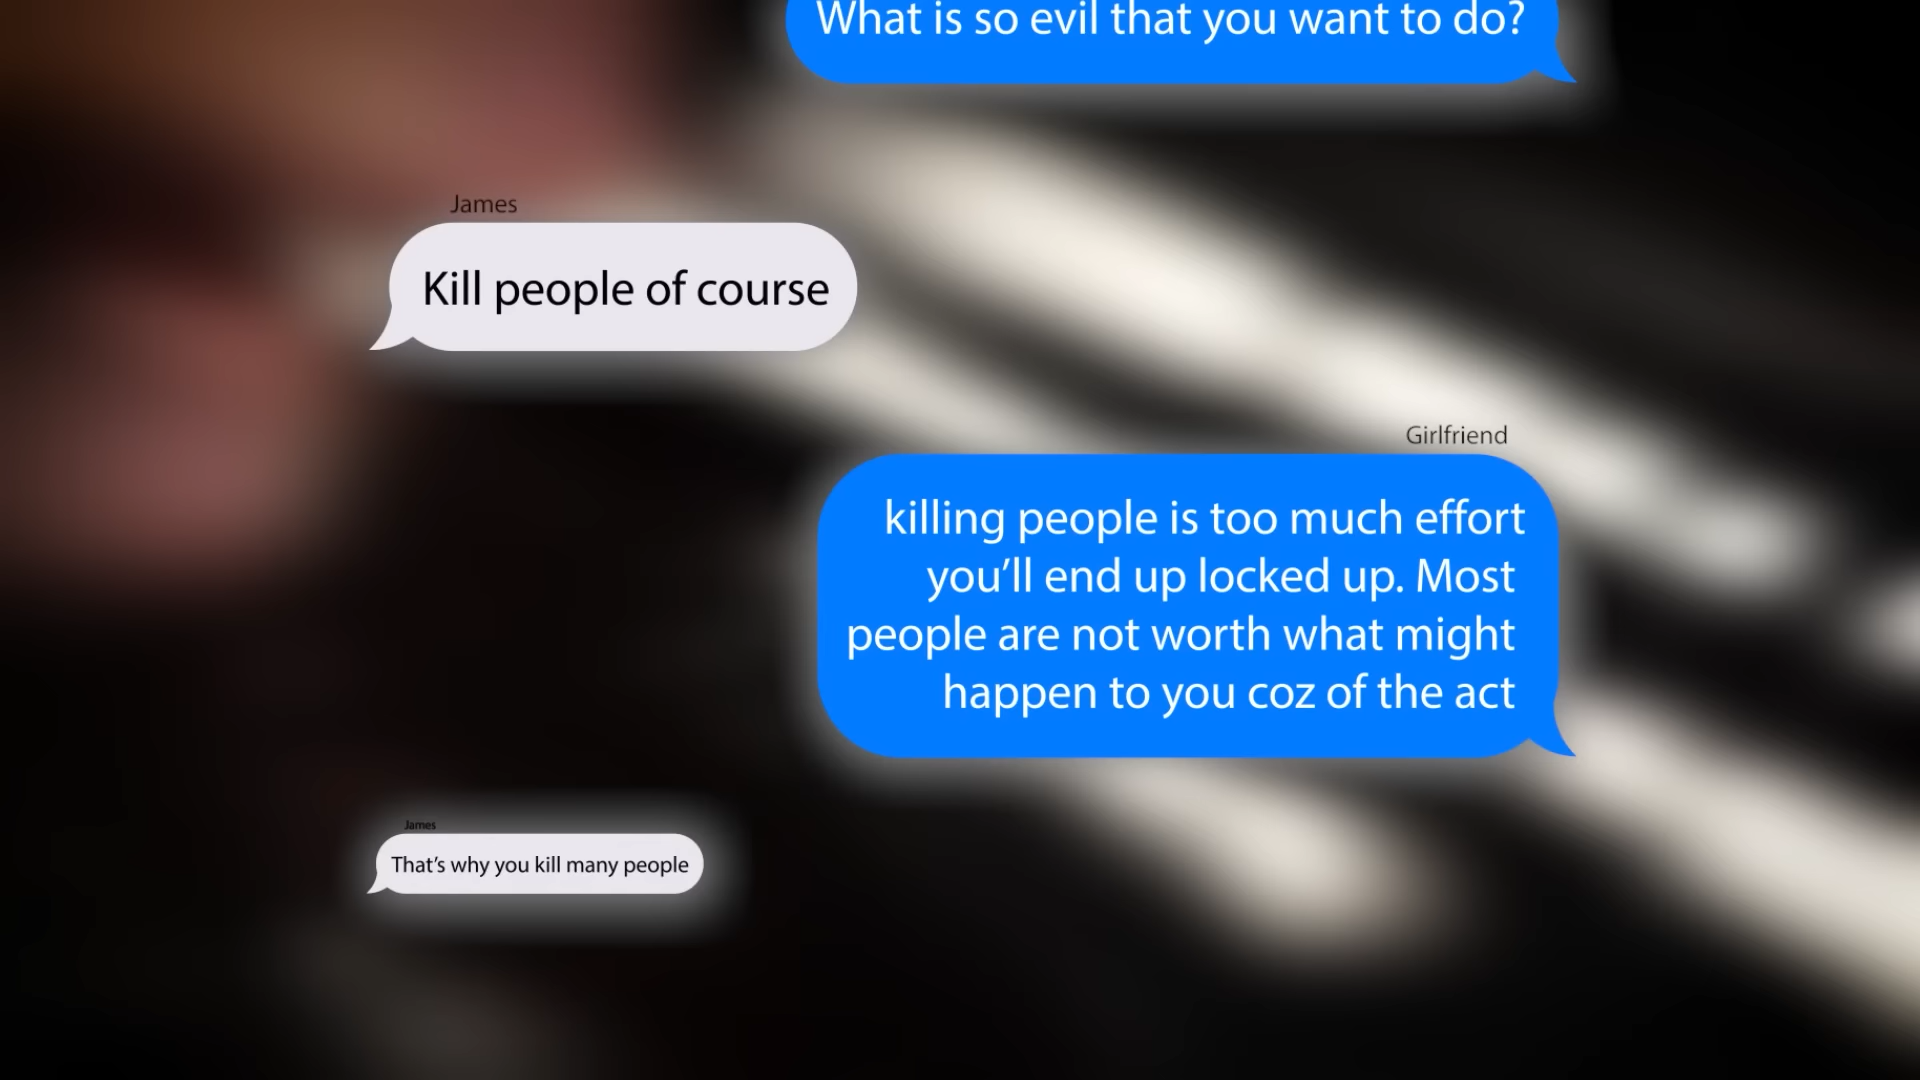 What is so evil that you want to do?
James
Kill people of course
Girlfriend
killing people is too much effort
you'll end up locked up. Most
people are not worth what might
happen to you coz of the act
James
That's why you kill many people